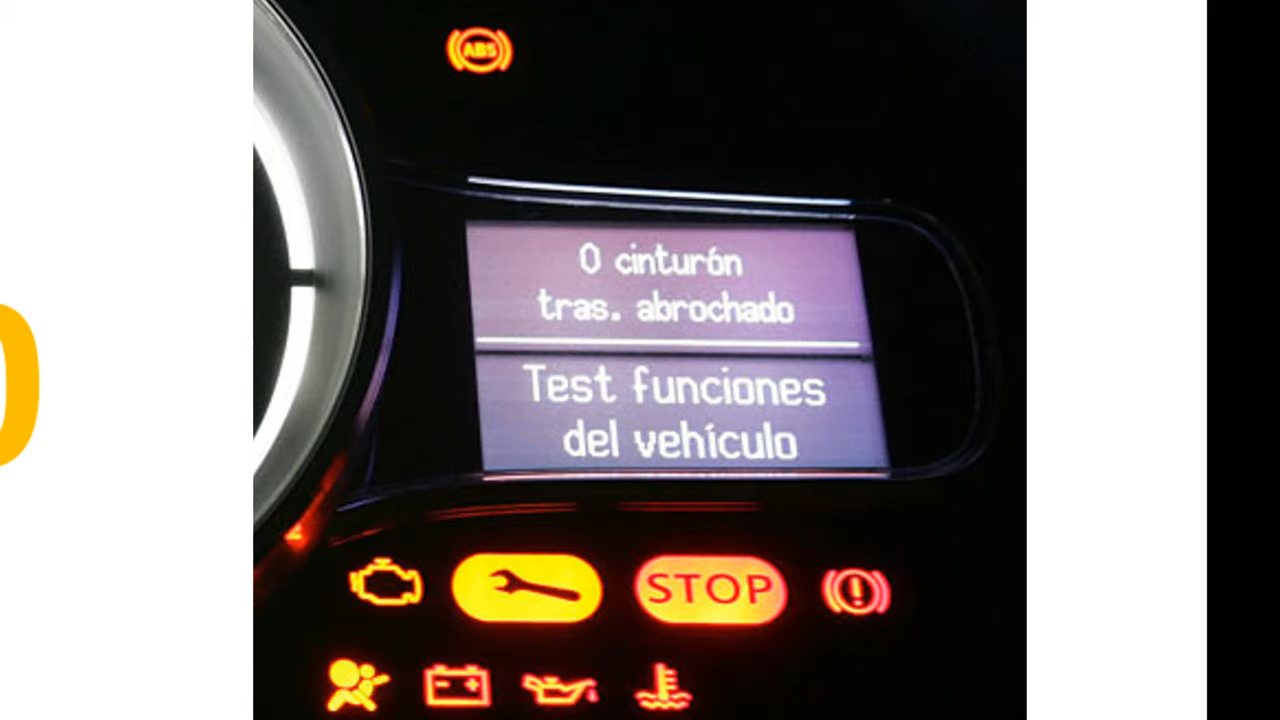 ABS
0 cinturón
tras. abrochado
Test funciones
del vehículo
STOP